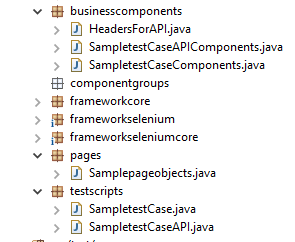 businesscomponents
HeadersForAPI.java
SampletestCaseAPIComponents.java
SampletestCaseComponents.java
componentgroups
frameworkcore
frameworkselenium
frameworkseleniumcore
pages
Samplepageobjects.java
testscripts
SampletestCase.java
SampletestCaseAPI.java